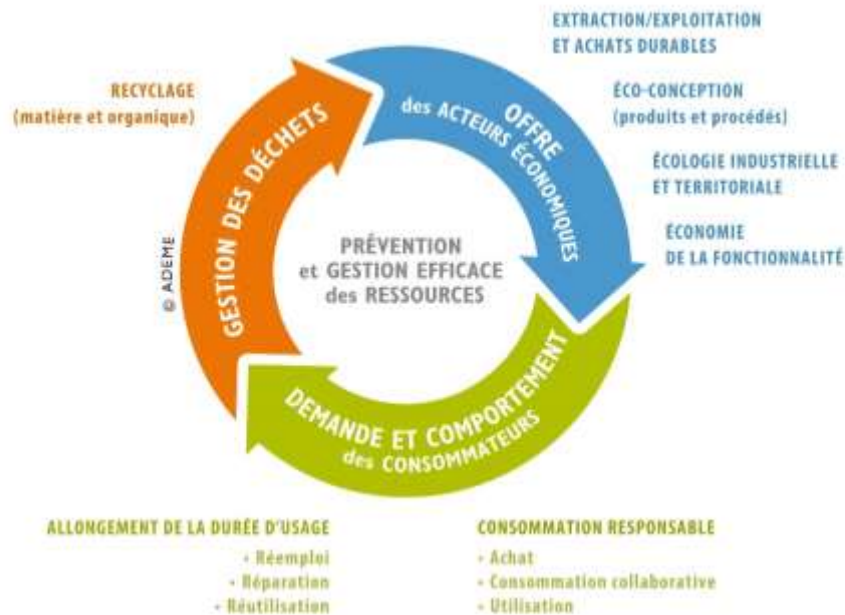 EXTRACTION/EXPLOITATION
ET ACHATS DURABLES
RECYCLAGE
(matière et organique)
ÉCO-CONCEPTION
(produits et procédés)
ÉCOLOGIE INDUSTRIELLE
ET TERRITORIALE
ÉCONOMIE
DE LA FONCTIONNALITÉ
OFFRE
des ACTEURS ÉCONOMIQUES
GESTION DES DÉCHETS
© ADEME
PRÉVENTION
et GESTION EFFICACE
des RESSOURCES
DEMANDE ET COMPORTEMENT
des CONSOMMATEURS
ALLONGEMENT DE LA DURÉE D'USAGE
• Réemploi
• Réparation
• Réutilisation
CONSOMMATION RESPONSABLE
• Achat
• Consommation collaborative
• Utilisation